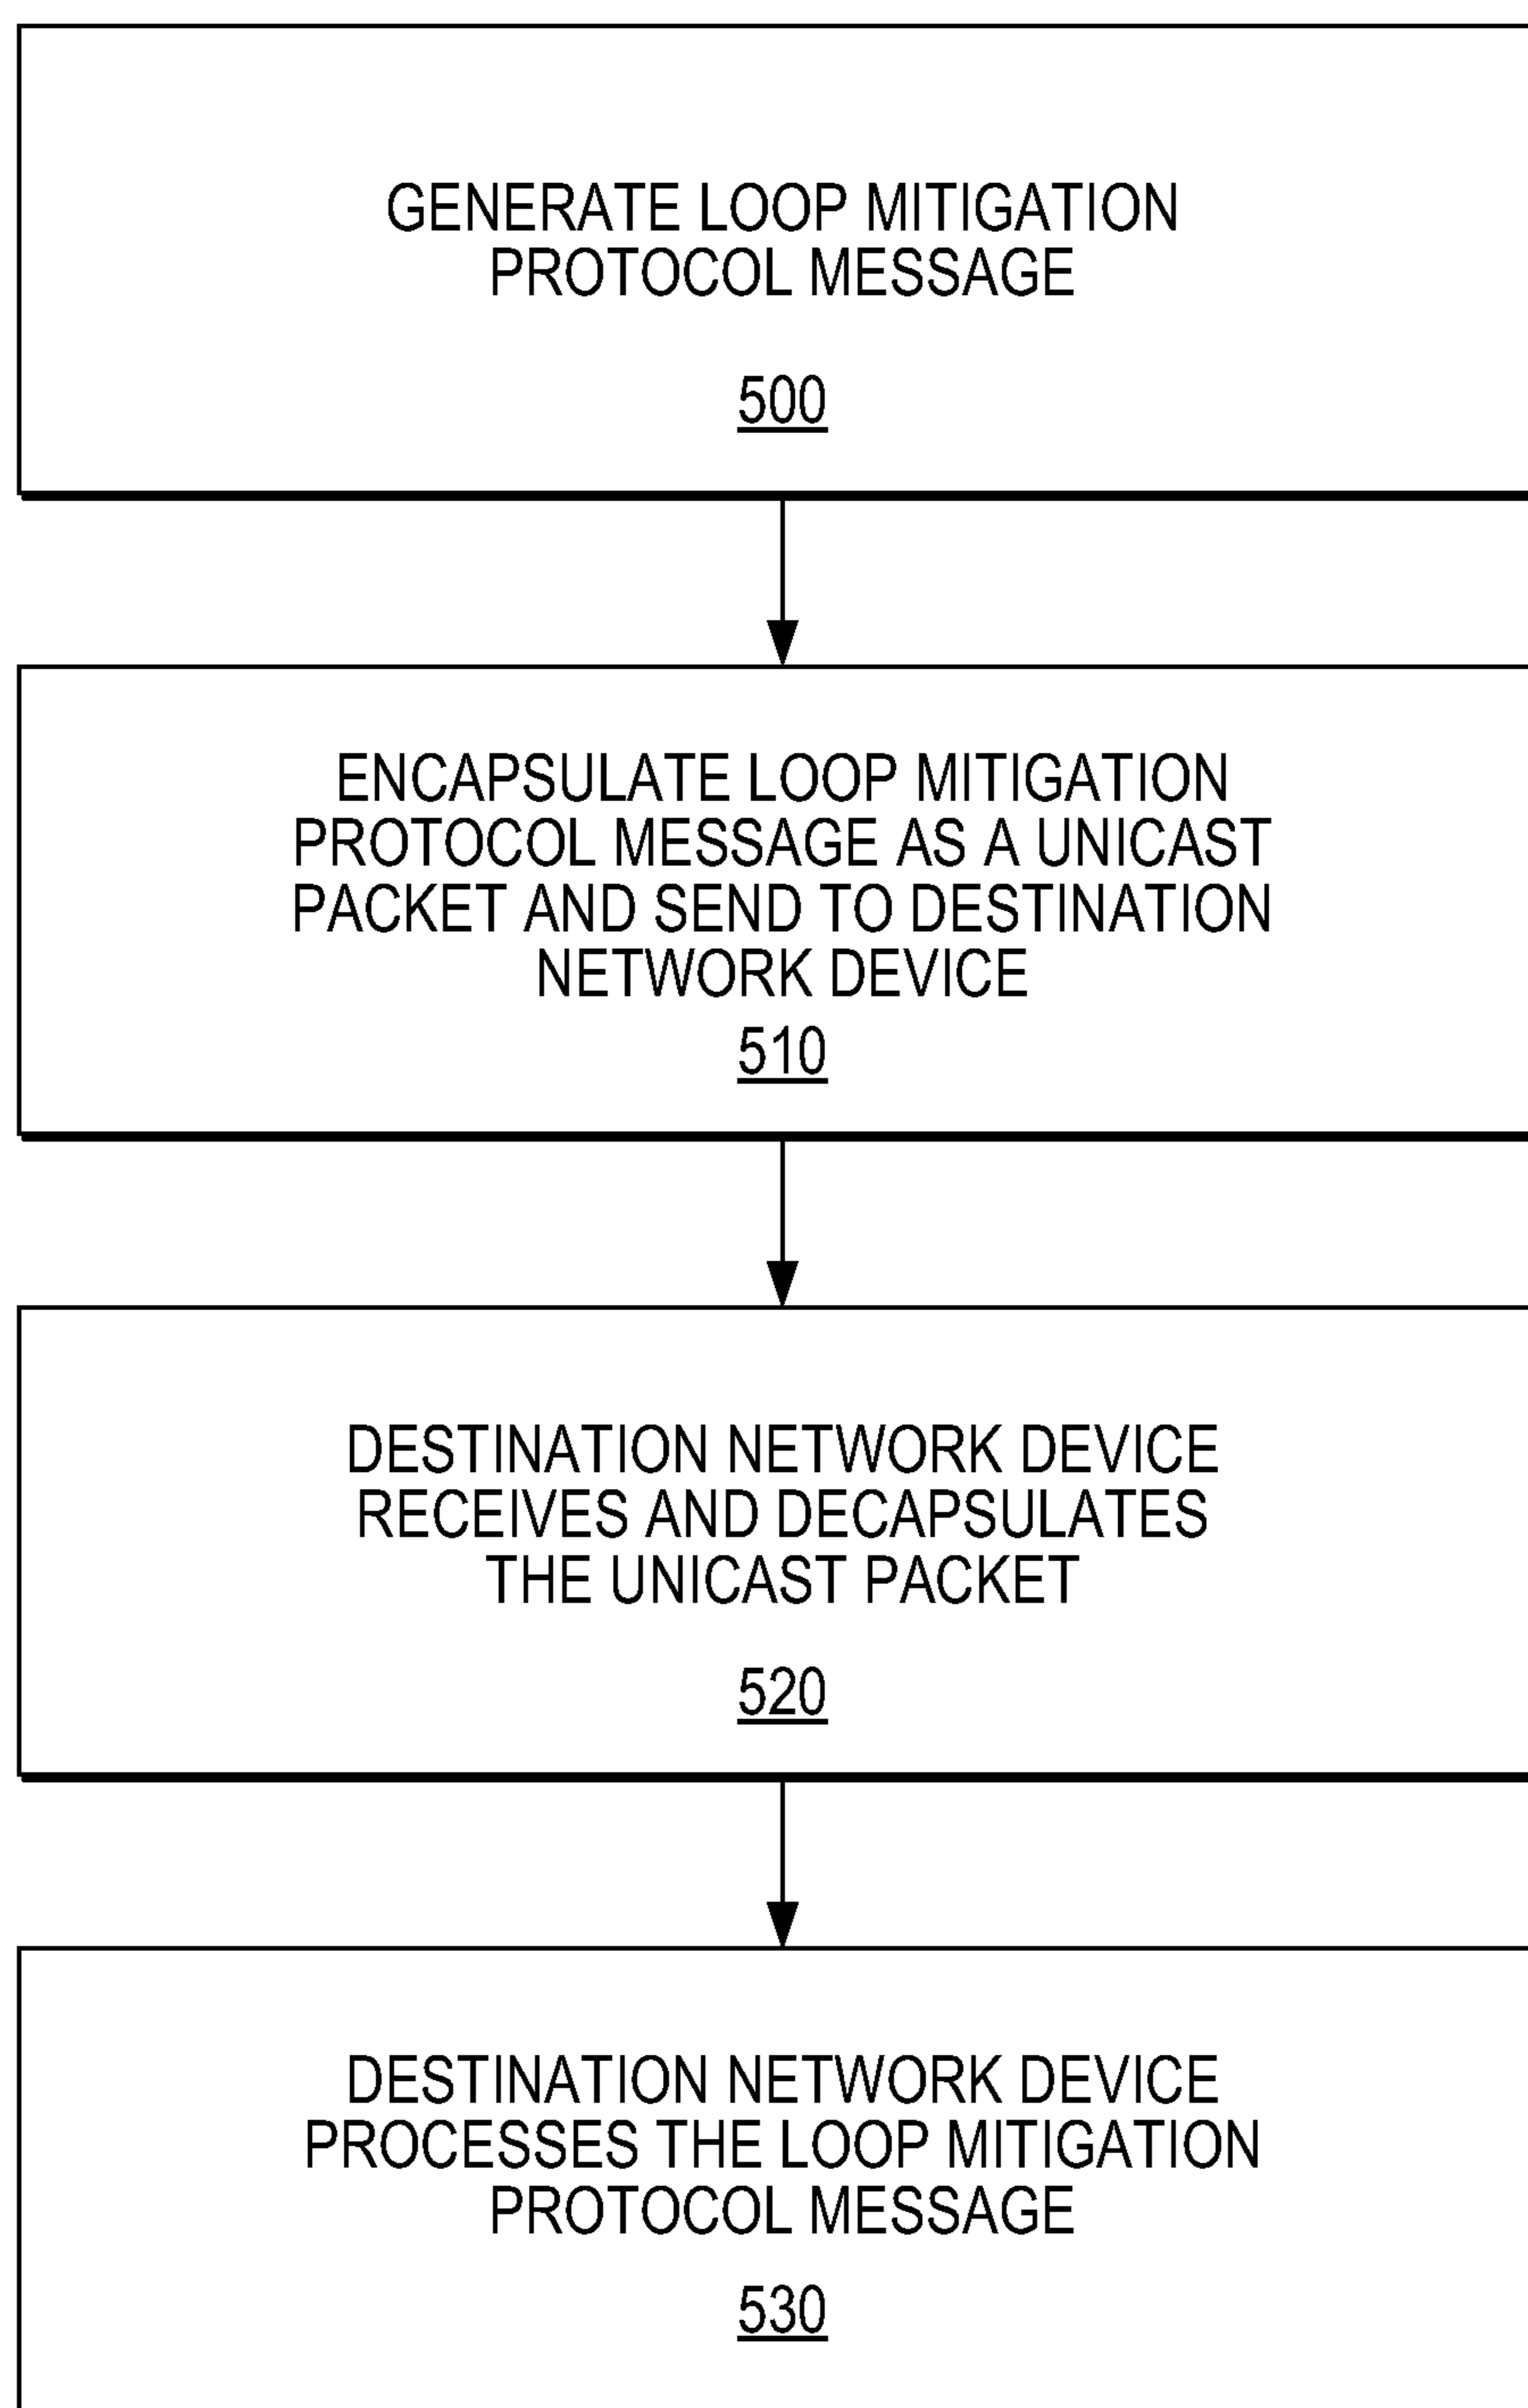 GENERATE LOOP MITIGATION
PROTOCOL MESSAGE
500
ENCAPSULATE LOOP MITIGATION
PROTOCOL MESSAGE AS A UNICAST
PACKET AND SEND TO DESTINATION
NETWORK DEVICE
510
DESTINATION NETWORK DEVICE
RECEIVES AND DECAPSULATES
THE UNICAST PACKET
520
DESTINATION NETWORK DEVICE
PROCESSES THE LOOP MITIGATION
PROTOCOL MESSAGE
530